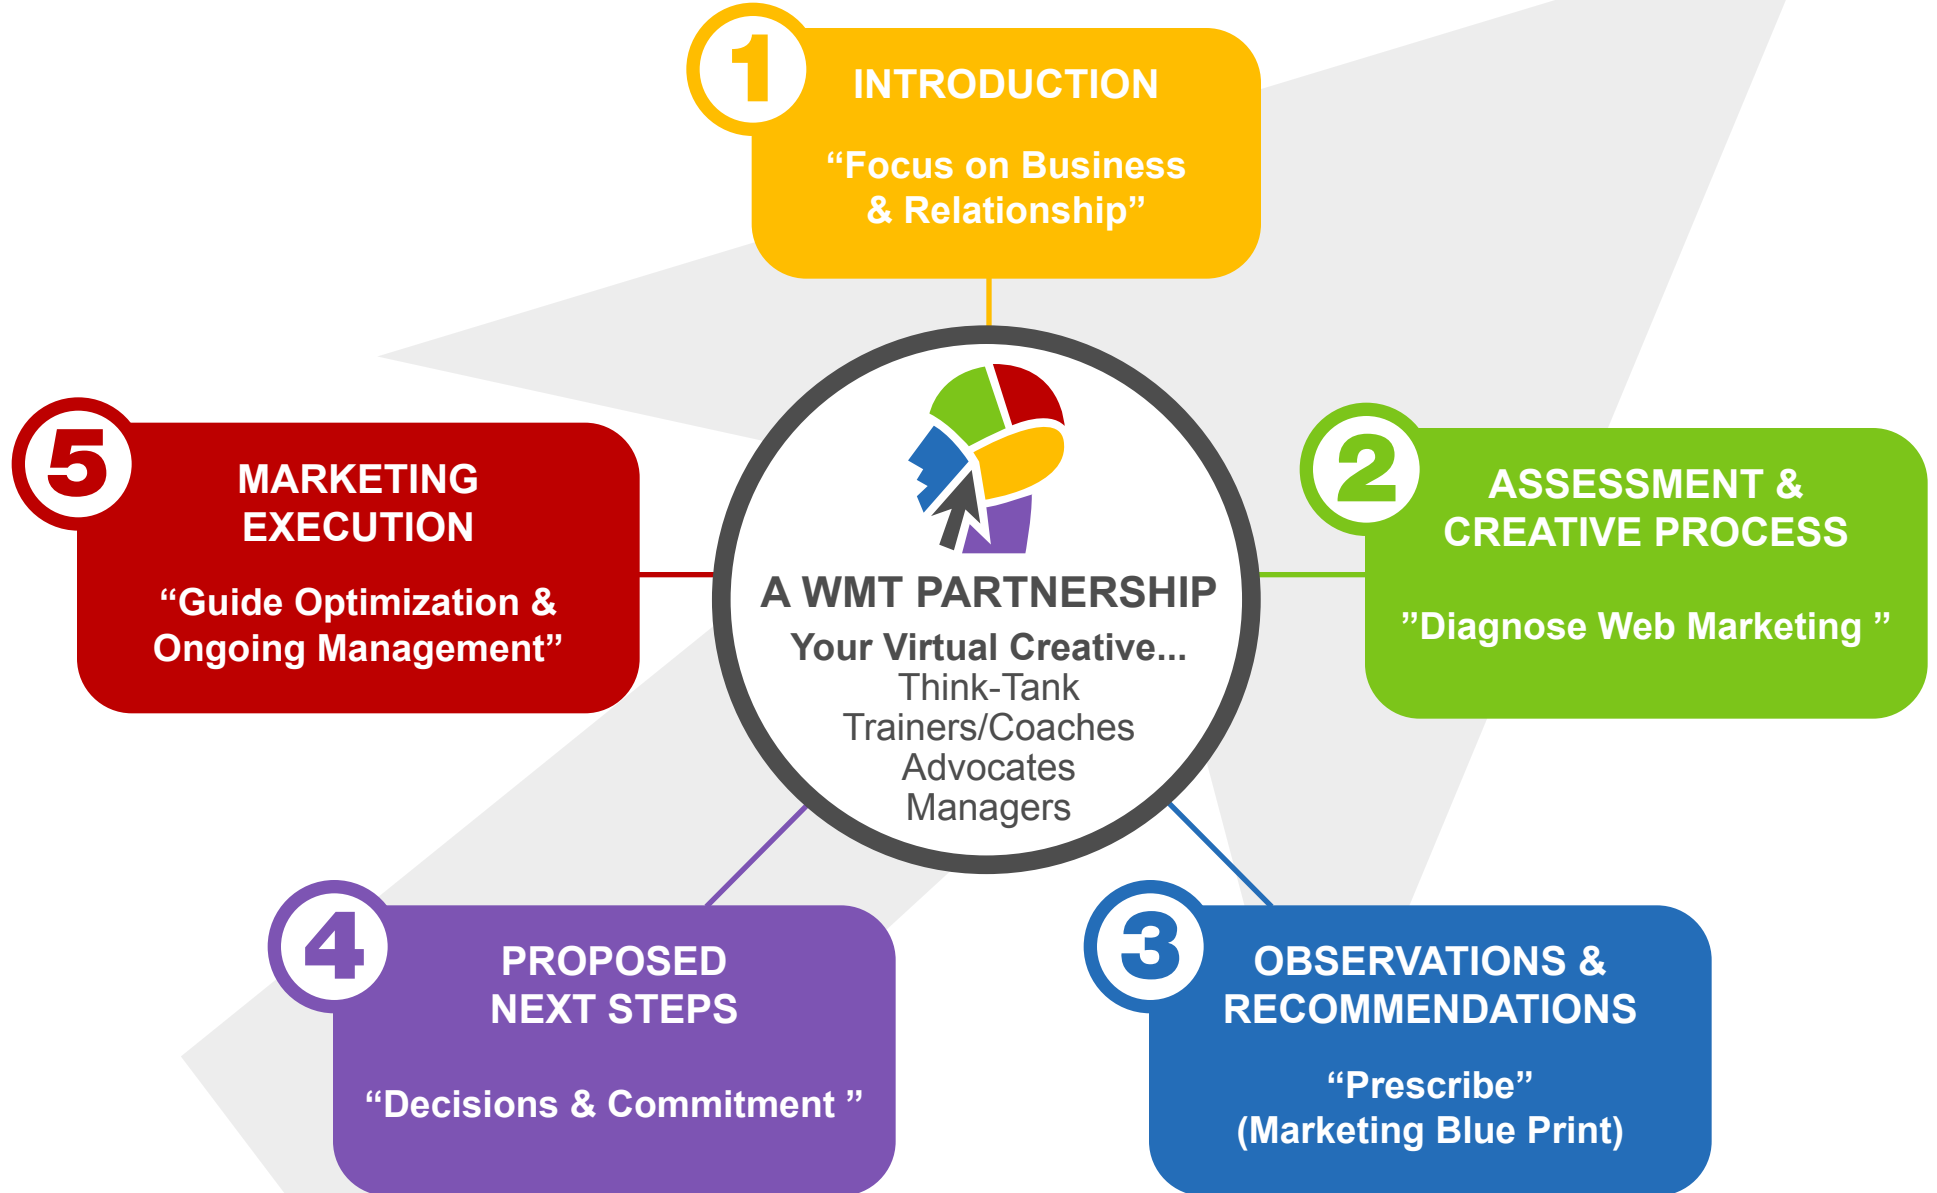 1
INTRODUCTION
“Focus on Business
& Relationship”
2
ASSESSMENT &
CREATIVE PROCESS
”Diagnose Web Marketing ”
3
OBSERVATIONS &
RECOMMENDATIONS
“Prescribe”
(Marketing Blue Print)
4
PROPOSED
NEXT STEPS
“Decisions & Commitment ”
5
MARKETING
EXECUTION
“Guide Optimization &
Ongoing Management”
A WMT PARTNERSHIP
Your Virtual Creative...
Think-Tank
Trainers/Coaches
Advocates
Managers